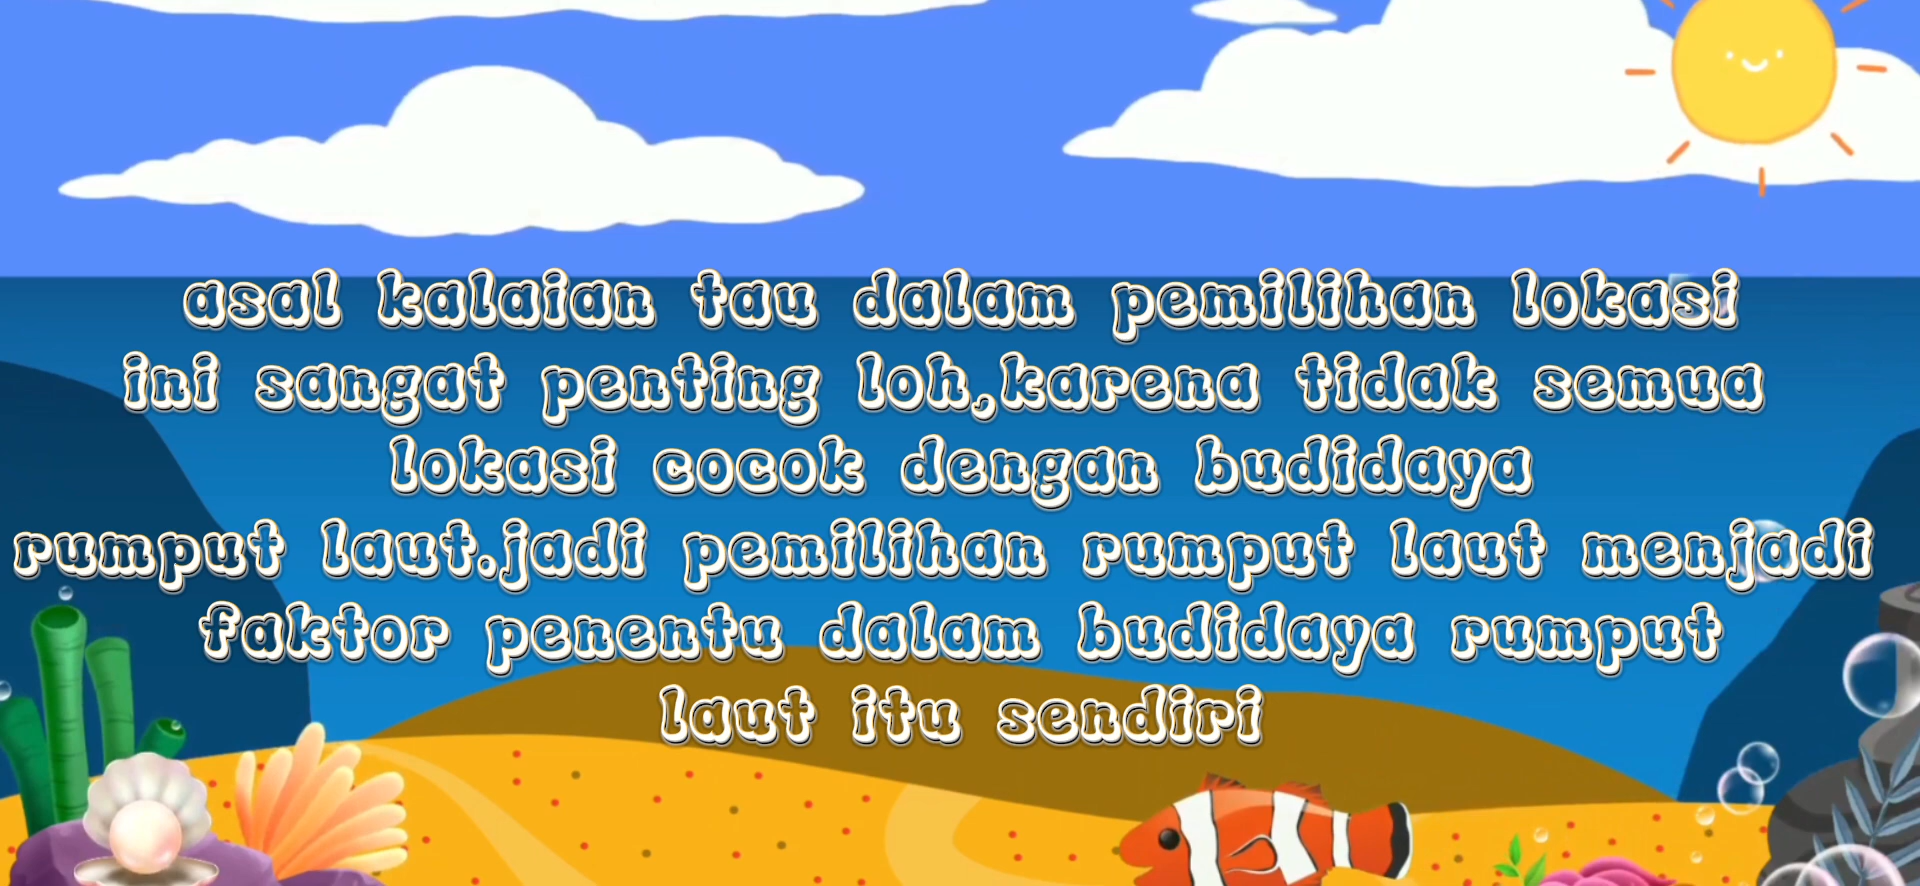 asal kalaian tau dalam pemilihan lokasi
ini sangat penting loh,karena tidak semua
lokasi cocok dengan budidaya
rumput laut.jadi pemilihan rumput laut menjadi
faktor penentu dalam budidaya rumput
laut itu sendiri